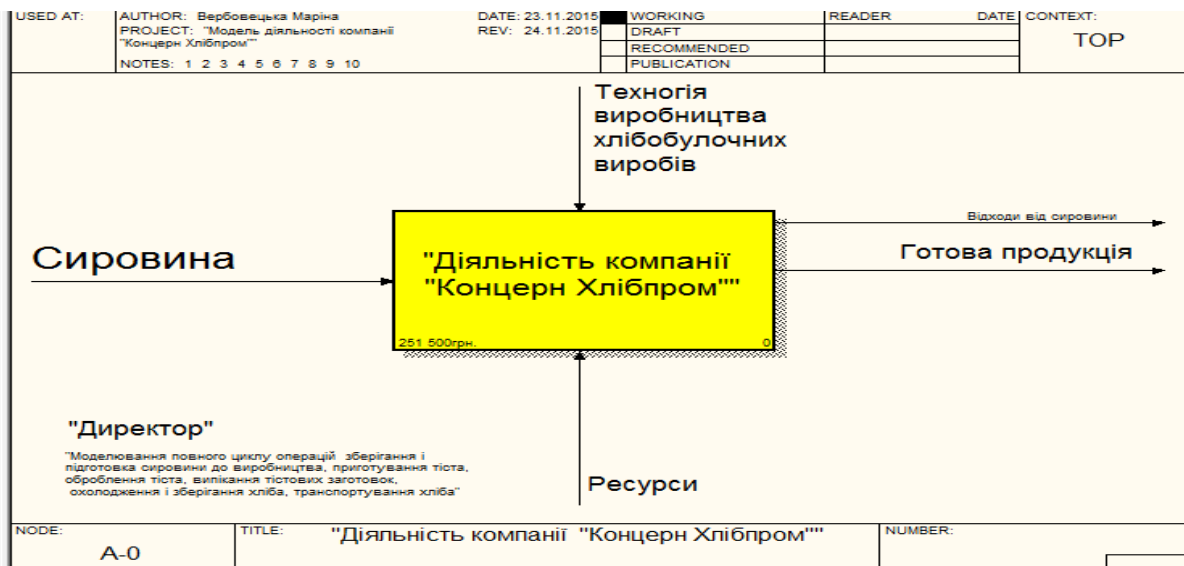 USED AT:
AUTHOR: Вербовецька Маріна
DATE: 23.11.2015
PROJECT: "Модель діяльності компанії
"Концерн Хлібпром""
REV: 24.11.2015
NOTES: 1 2 3 4 5 6 7 8 9 10
WORKING
DRAFT
RECOMMENDED
PUBLICATION
READER
DATE
CONTEXT:
TOP
Техногія
виробництва
хлібобулочних
виробів
Сировина
"Діяльність компанії
"Концерн Хлібпром""
251 500грн.
0
Відходи від сировини
Готова продукція
"Директор"
"Моделювання повного циклу операцій зберігання і
підготовка сировини до виробництва, приготування тіста,
оброблення тіста, випікання тістових заготовок,
охолодження і зберігання хліба, транспортування хліба"
Ресурси
NODE:
A-0
TITLE:
"Діяльність компанії "Концерн Хлібпром""
NUMBER: